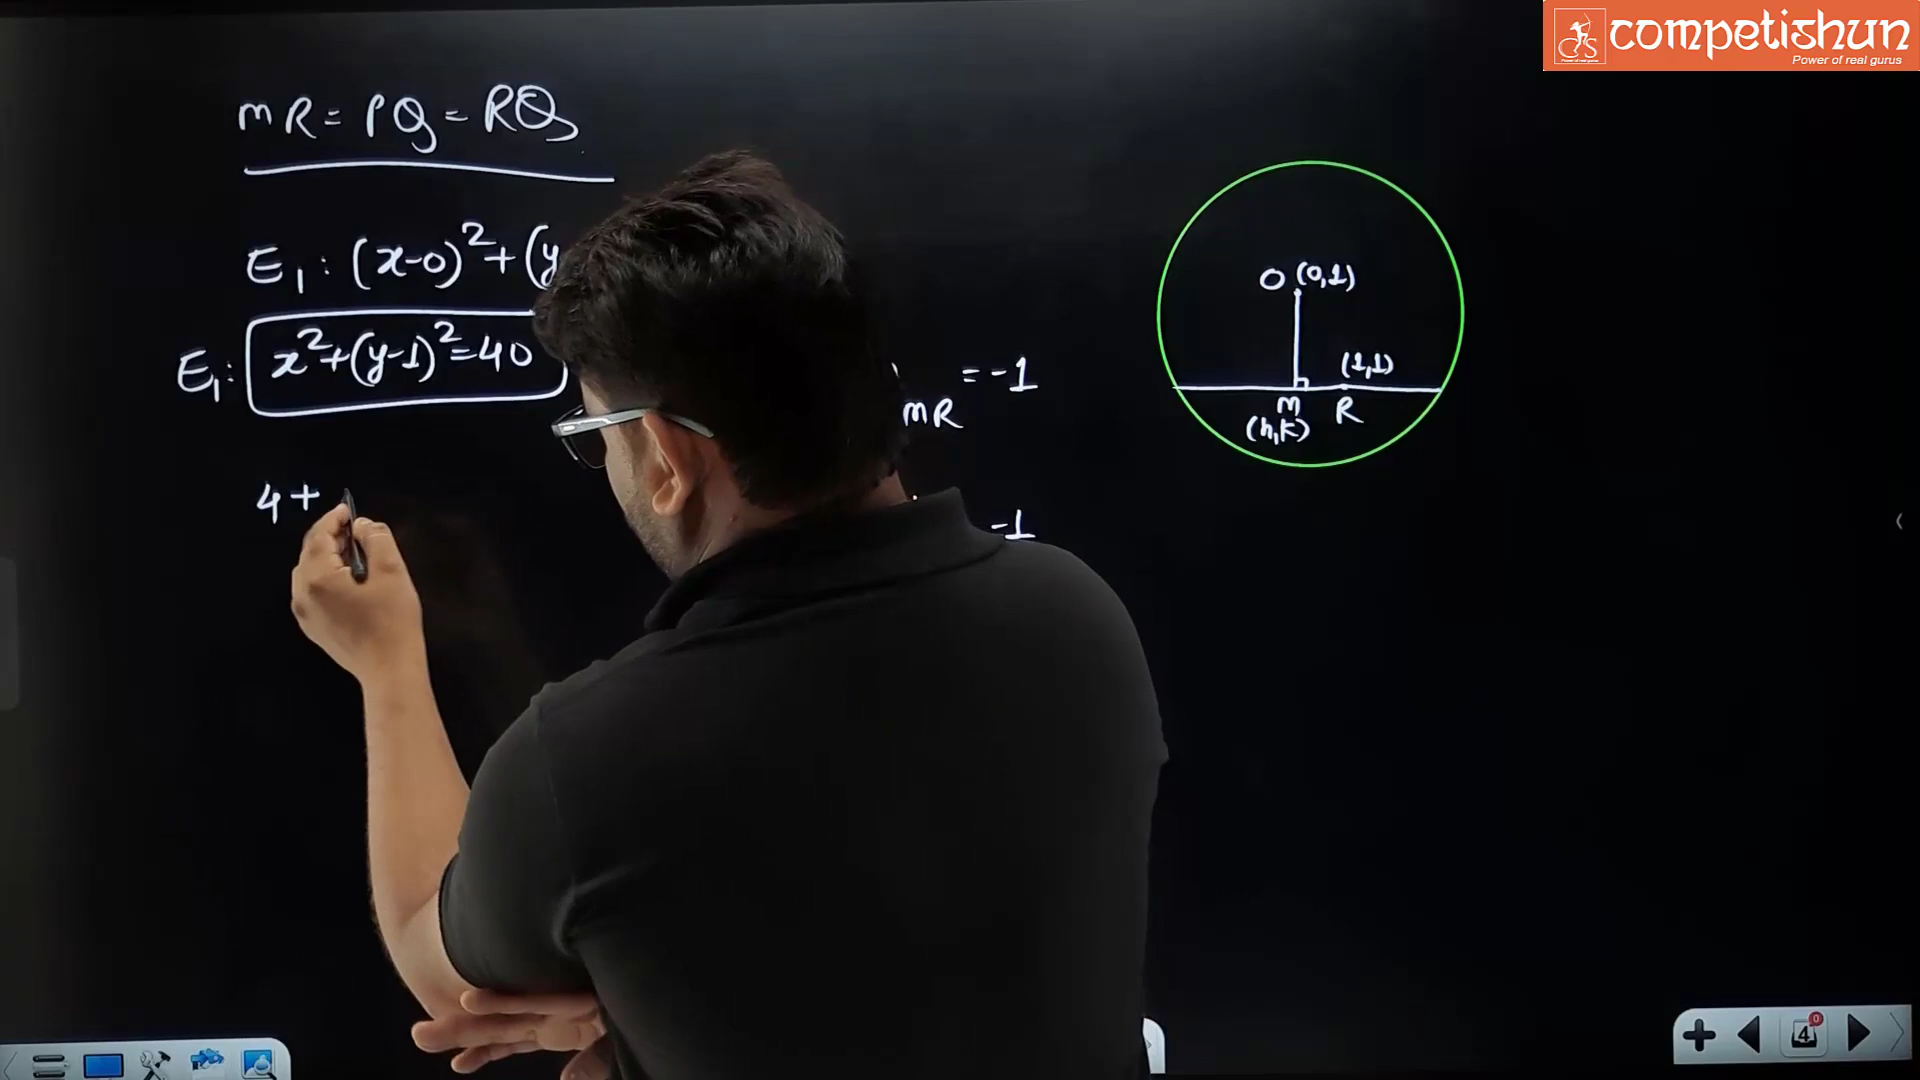 competishun
Power of real gurus
mR = PQ = RQ
E₁ : (x-0)² + (y
E₁ : x² + (y-1)² = 40
4 +
mR = -1
-1
O (0,1)
(1,1)
M R
(h,k)
4
0